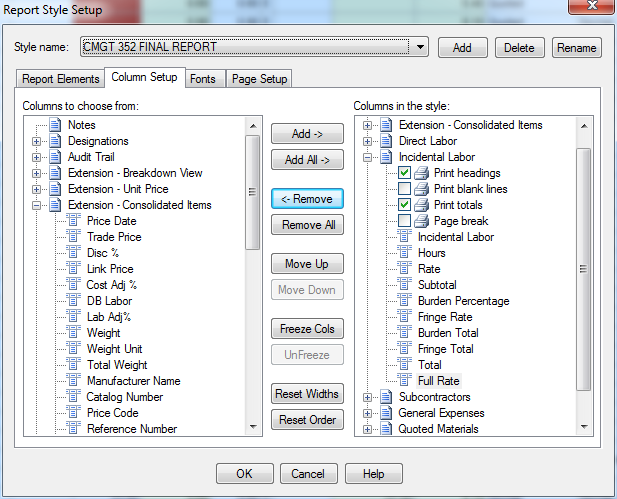 Report Style Setup
Style name:
CMGT 352 FINAL REPORT
Add
Delete
Rename
Report Elements
Column Setup
Fonts
Page Setup
Columns to choose from:
Notes
Designations
Audit Trail
Extension - Breakdown View
Extension - Unit Price
Extension - Consolidated Items
Price Date
Trade Price
Disc %
Link Price
Cost Adj %
DB Labor
Lab Adj%
Weight
Weight Unit
Total Weight
Manufacturer Name
Catalog Number
Price Code
Reference Number
Add ->
Add All ->
<- Remove
Remove All
Move Up
Move Down
Freeze Cols
UnFreeze
Reset Widths
Reset Order
Columns in the style:
Extension - Consolidated Items
Direct Labor
Incidental Labor
Print headings
Print blank lines
Print totals
Page break
Incidental Labor
Hours
Rate
Subtotal
Burden Percentage
Fringe Rate
Burden Total
Fringe Total
Total
Full Rate
Subcontractors
General Expenses
Quoted Materials
OK
Cancel
Help